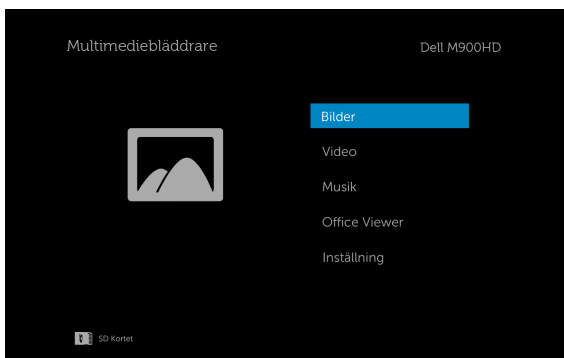 Multimediebläddrare
Dell M900HD
Bilder
Video
Musik
Office Viewer
Inställning
SD Kortet